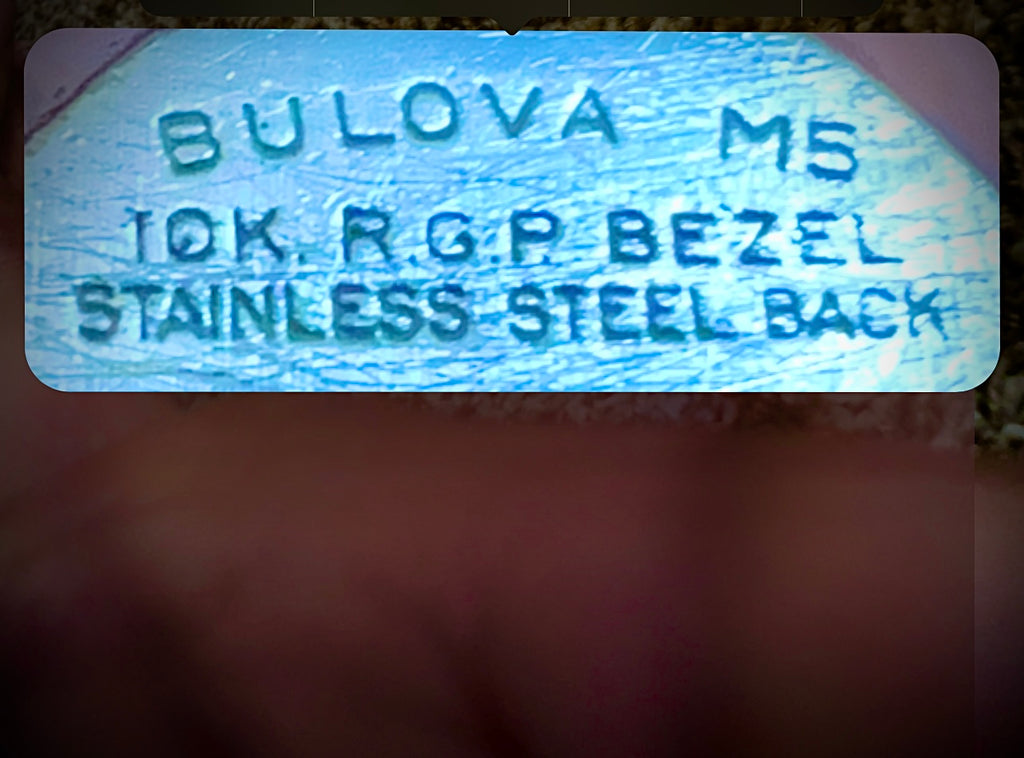 BULOVA M5
10K. R.G.P. BEZEL
STAINLESS STEEL BACK